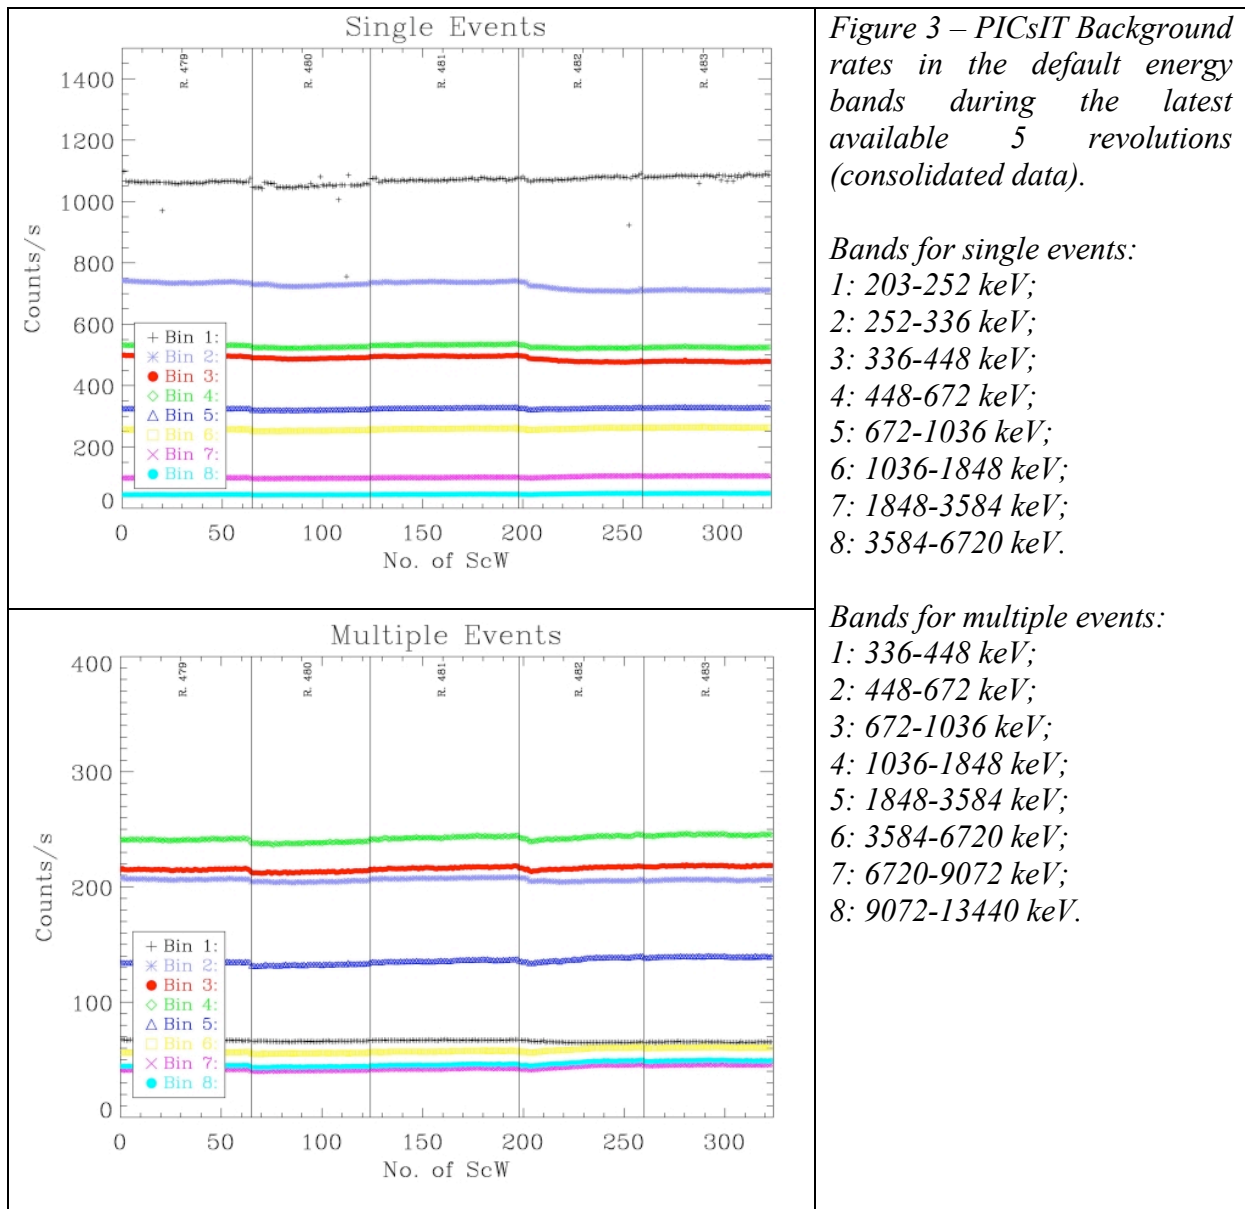 Single Events
R. 479
R. 480
R. 481
R. 482
R. 483
1400
1200
1000
800
600
400
200
0
Counts/s
+ Bin 1:
Bin 2:
Bin 3:
Bin 4:
Bin 5:
Bin 6:
Bin 7:
Bin 8:
0 50 100 150 200 250 300
No. of ScW
Multiple Events
R. 479
R. 480
R. 481
R. 482
R. 483
400
300
200
100
0
Counts/s
+ Bin 1:
Bin 2:
Bin 3:
Bin 4:
Bin 5:
Bin 6:
Bin 7:
Bin 8:
0 50 100 150 200 250 300
No. of ScW
Figure 3 – PICsIT Background
rates in the default energy
bands during the latest
available 5 revolutions
(consolidated data).
Bands for single events:
1: 203-252 keV;
2: 252-336 keV;
3: 336-448 keV;
4: 448-672 keV;
5: 672-1036 keV;
6: 1036-1848 keV;
7: 1848-3584 keV;
8: 3584-6720 keV.
Bands for multiple events:
1: 336-448 keV;
2: 448-672 keV;
3: 672-1036 keV;
4: 1036-1848 keV;
5: 1848-3584 keV;
6: 3584-6720 keV;
7: 6720-9072 keV;
8: 9072-13440 keV.